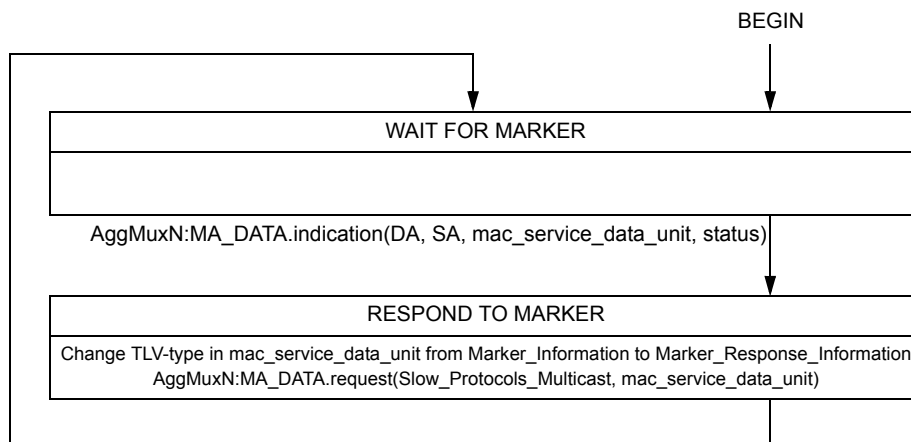 BEGIN
WAIT FOR MARKER
AggMuxN:MA_DATA.indication(DA, SA, mac_service_data_unit, status)
RESPOND TO MARKER
Change TLV-type in mac_service_data_unit from Marker_Information to Marker_Response_Information
AggMuxN:MA_DATA.request(Slow_Protocols_Multicast, mac_service_data_unit)